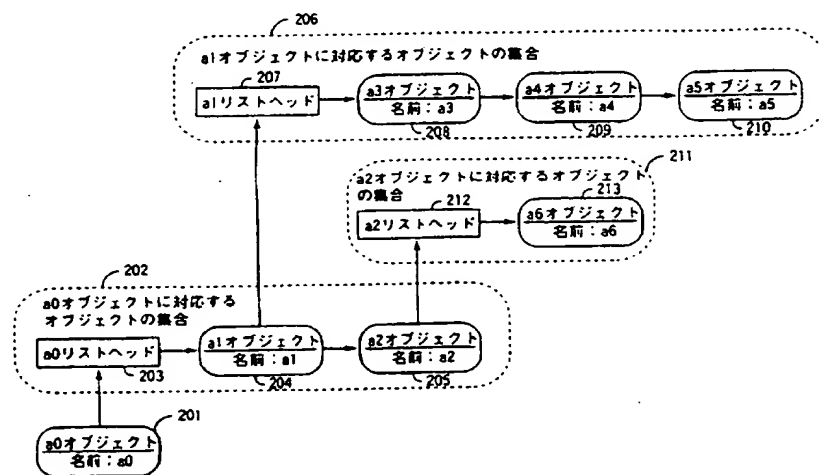 206
a1オブジェクトに対応するオブジェクトの集合
207
a1リストヘッド
a3オブジェクト
名前：a3
208
a4オブジェクト
名前：a4
209
a5オブジェクト
名前：a5
210
211
a2オブジェクトに対応するオブジェクト
の集合
212
213
a2リストヘッド
a6オブジェクト
名前：a6
202
a0オブジェクトに対応する
オブジェクトの集合
a0リストヘッド
203
a1オブジェクト
名前：a1
204
a2オブジェクト
名前：a2
205
201
a0オブジェクト
名前：a0